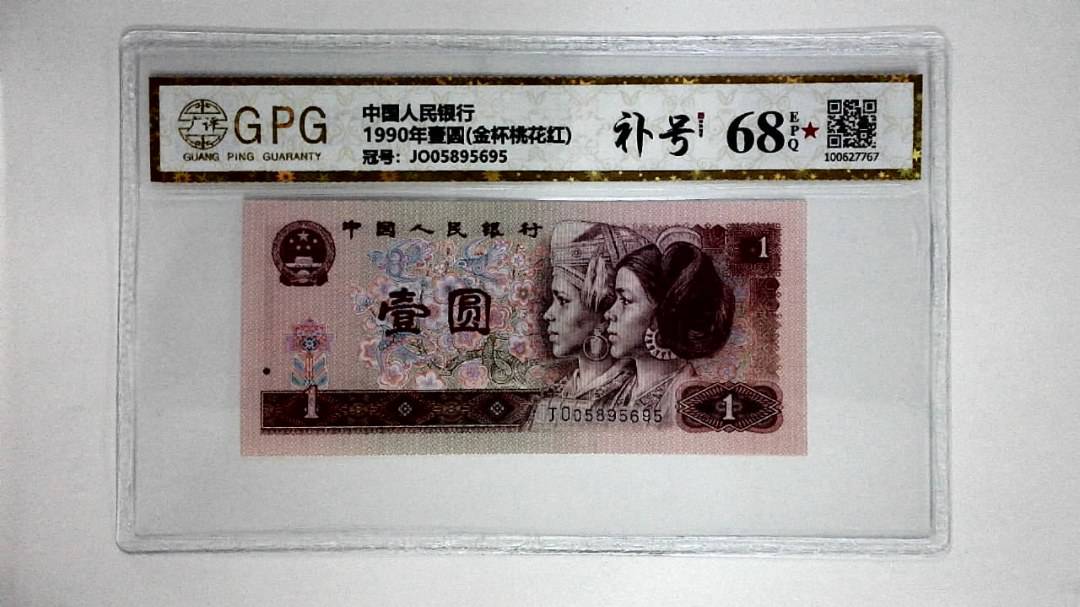 广评
GPG
GUANG PING GUARANTY
中国人民银行
1990年壹圆(金杯桃花红)
冠号：JO05895695
补号
68
EPQ
100627767
中国人民银行
1
壹圆
1
JO05895695
1